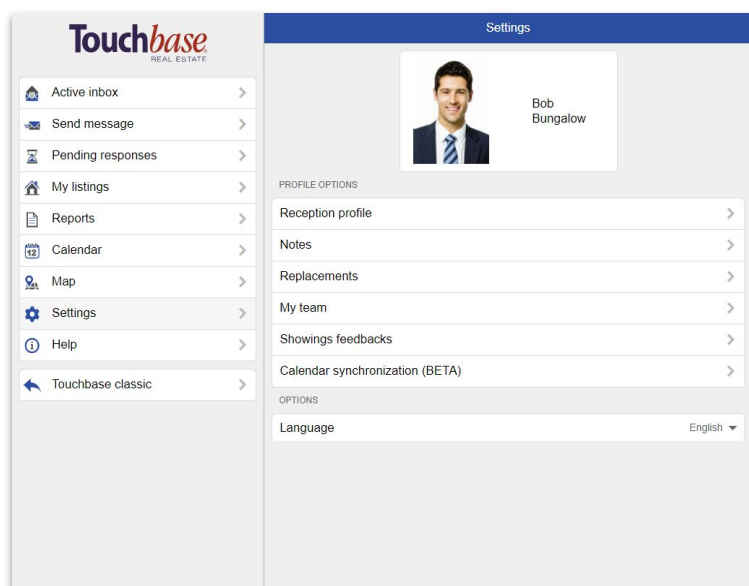 Touchbase
REAL ESTATE
Active inbox
Send message
Pending responses
My listings
Reports
12
Calendar
Map
Settings
Help
Touchbase classic
Settings
Bob
Bungalow
PROFILE OPTIONS
Reception profile
Notes
Replacements
My team
Showings feedbacks
Calendar synchronization (BETA)
OPTIONS
Language English